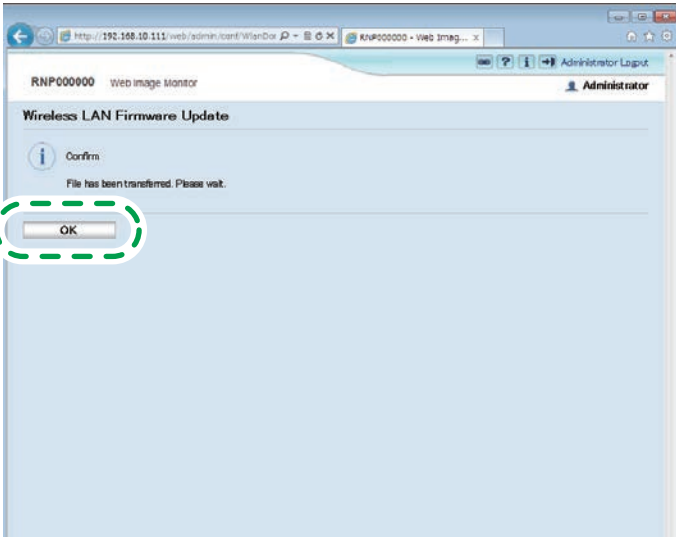 http://192.168.10.111/web/admin/conf/WlanDor
RNP000000 - Web Imag... x
Administrator Logout
RNP000000 Web Image Monitor
Administrator
Wireless LAN Firmware Update
Confirm
File has been transferred. Please wait.
OK